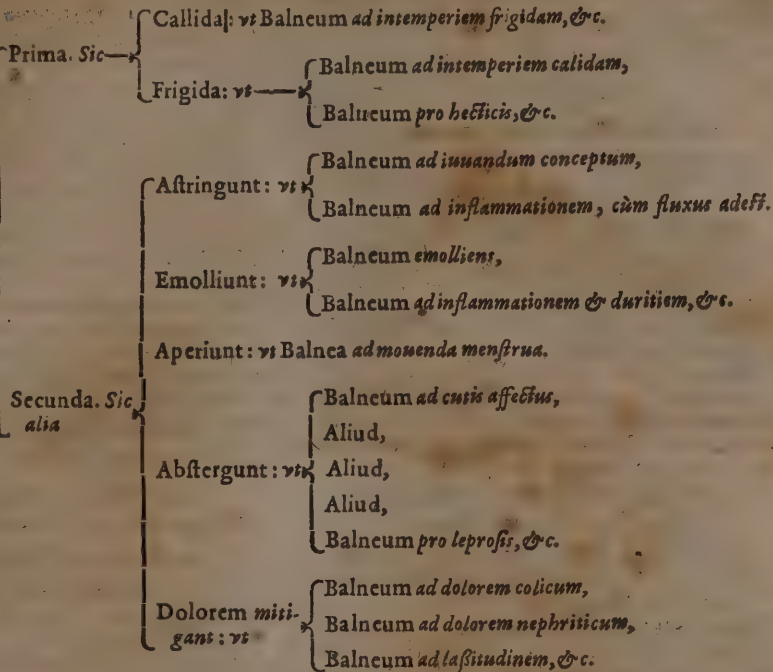 Callida: vt Balneum ad intemperiem frigidam, &c.
Prima. Sic
Balneum ad intemperiem calidam,
Frigida: vt
Balueum pro hecticis, &c.
Balneum ad iuuandum conceptum,
Aſtringunt: vt
Balneum ad inflammationem, cùm fluxus adeſt.
Balneum emolliens,
Emolliunt: vt
Balneum ad inflammationem & duritiem, &c.
Aperiunt: vt Balnea ad mouenda menſtrua.
Secunda. Sic
alia
Balneum ad cutis affectus,
Aliud,
Abſtergunt: vt Aliud,
Aliud,
Balneum pro leproſis, &c.
Balneum ad dolorem colicum,
Dolorem miti-
gant: vt
Balneum ad dolorem nephriticum,
Balneum ad laßitudinem, &c.